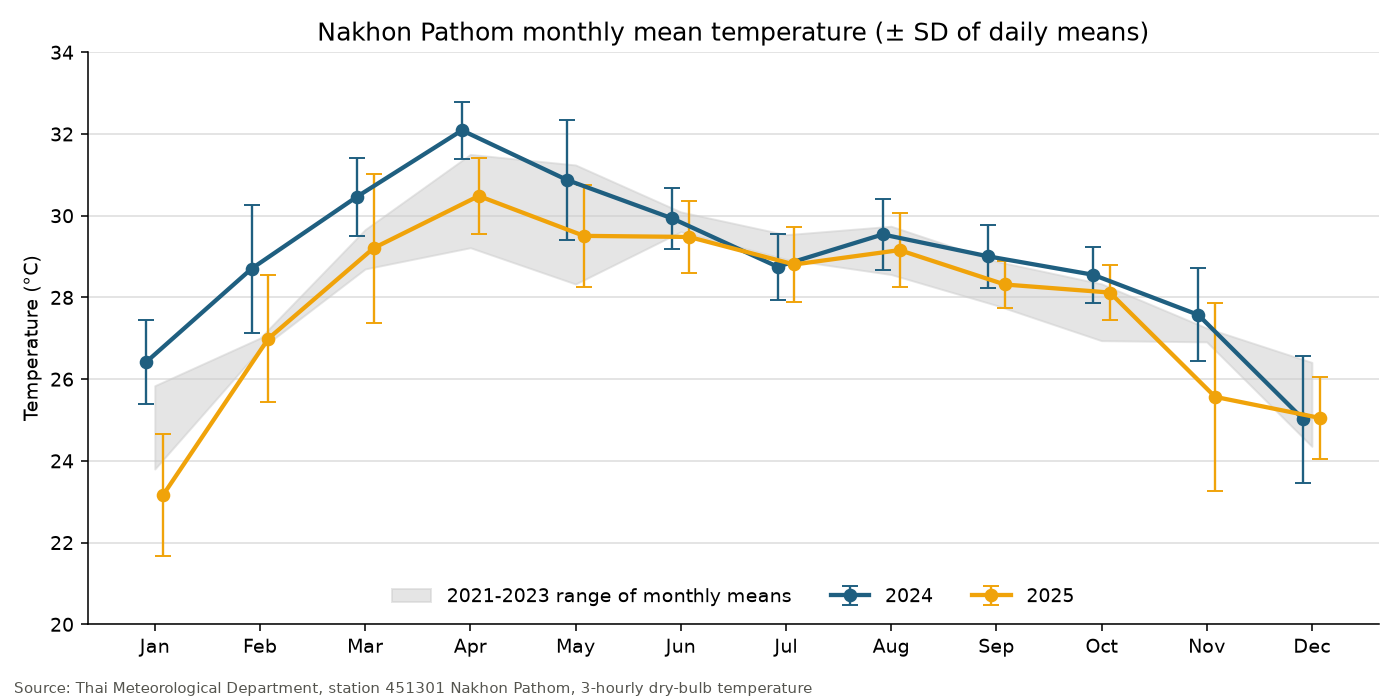 Nakhon Pathom monthly mean temperature (± SD of daily means)
Temperature (°C)
34
32
30
28
26
24
22
20
2021-2023 range of monthly means 2024 2025
Jan Feb Mar Apr May Jun Jul Aug Sep Oct Nov Dec
Source: Thai Meteorological Department, station 451301 Nakhon Pathom, 3-hourly dry-bulb temperature